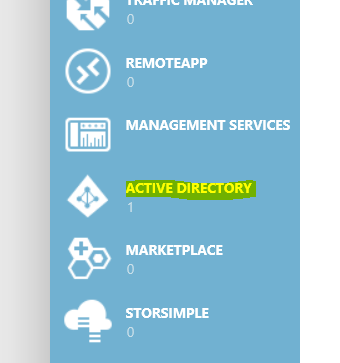 TRAFFIC MANAGER
0
REMOTEAPP
0
MANAGEMENT SERVICES
ACTIVE DIRECTORY
1
MARKETPLACE
0
STORSIMPLE
0